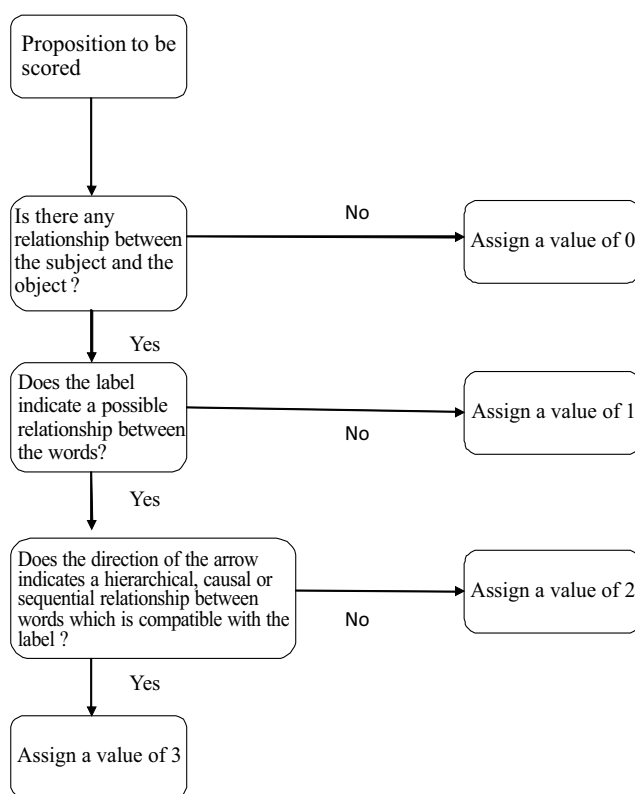 Proposition to be
scored
Is there any
relationship between
the subject and the
object ?
No
Assign a value of 0
Yes
Does the label
indicate a possible
relationship between
the words?
No
Assign a value of 1
Yes
Does the direction of the arrow
indicates a hierarchical, causal or
sequential relationship between
words which is compatible with the
label ?
No
Assign a value of 2
Yes
Assign a value of 3